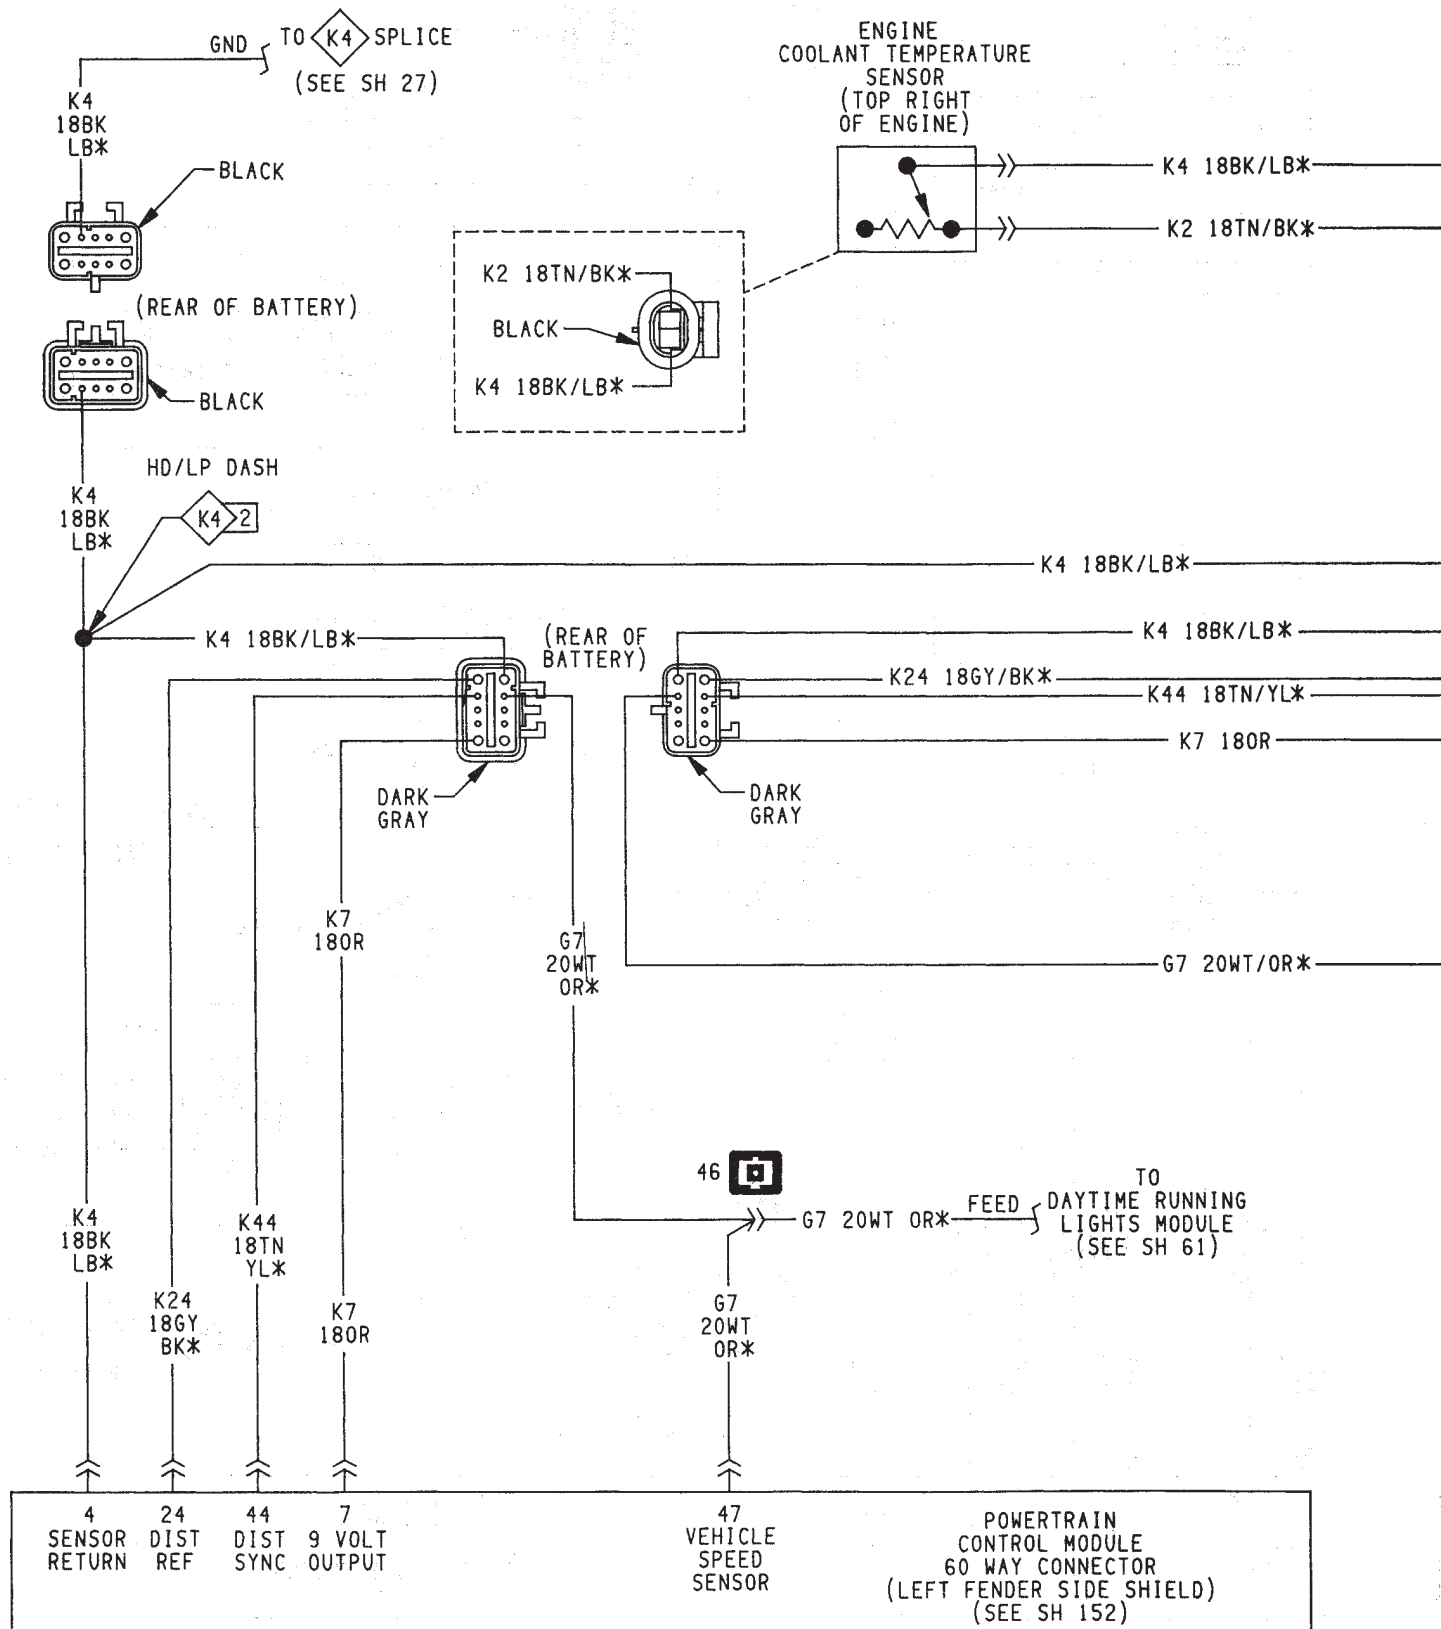 GND
TO K4 SPLICE
(SEE SH 27)
K4
18BK
LB*
BLACK
(REAR OF BATTERY)
BLACK
ENGINE
COOLANT TEMPERATURE
SENSOR
(TOP RIGHT
OF ENGINE)
K4 18BK/LB*
K2 18TN/BK*
K2 18TN/BK*
BLACK
K4 18BK/LB*
HD/LP DASH
K4 2
K4
18BK
LB*
K4 18BK/LB*
K4 18BK/LB*
(REAR OF
BATTERY)
K4 18BK/LB*
K24 18GY/BK*
K44 18TN/YL*
K7 18OR
DARK
GRAY
DARK
GRAY
K7
18OR
G7
20WT
OR*
G7 20WT/OR*
46
G7 20WT OR*
FEED
TO
DAYTIME RUNNING
LIGHTS MODULE
(SEE SH 61)
K4
18BK
LB*
K24
18GY
BK*
K44
18TN
YL*
K7
18OR
G7
20WT
OR*
4
SENSOR
RETURN
24
DIST
REF
44
DIST
SYNC
7
9 VOLT
OUTPUT
47
VEHICLE
SPEED
SENSOR
POWERTRAIN
CONTROL MODULE
60 WAY CONNECTOR
(LEFT FENDER SIDE SHIELD)
(SEE SH 152)